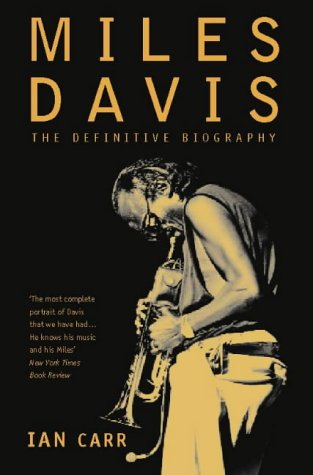 MILES
DAVIS
THE DEFINITIVE BIOGRAPHY
‘The most complete
portrait of Davis
that we have had...
He knows his music
and his Miles’
New York Times
Book Review
IAN CARR